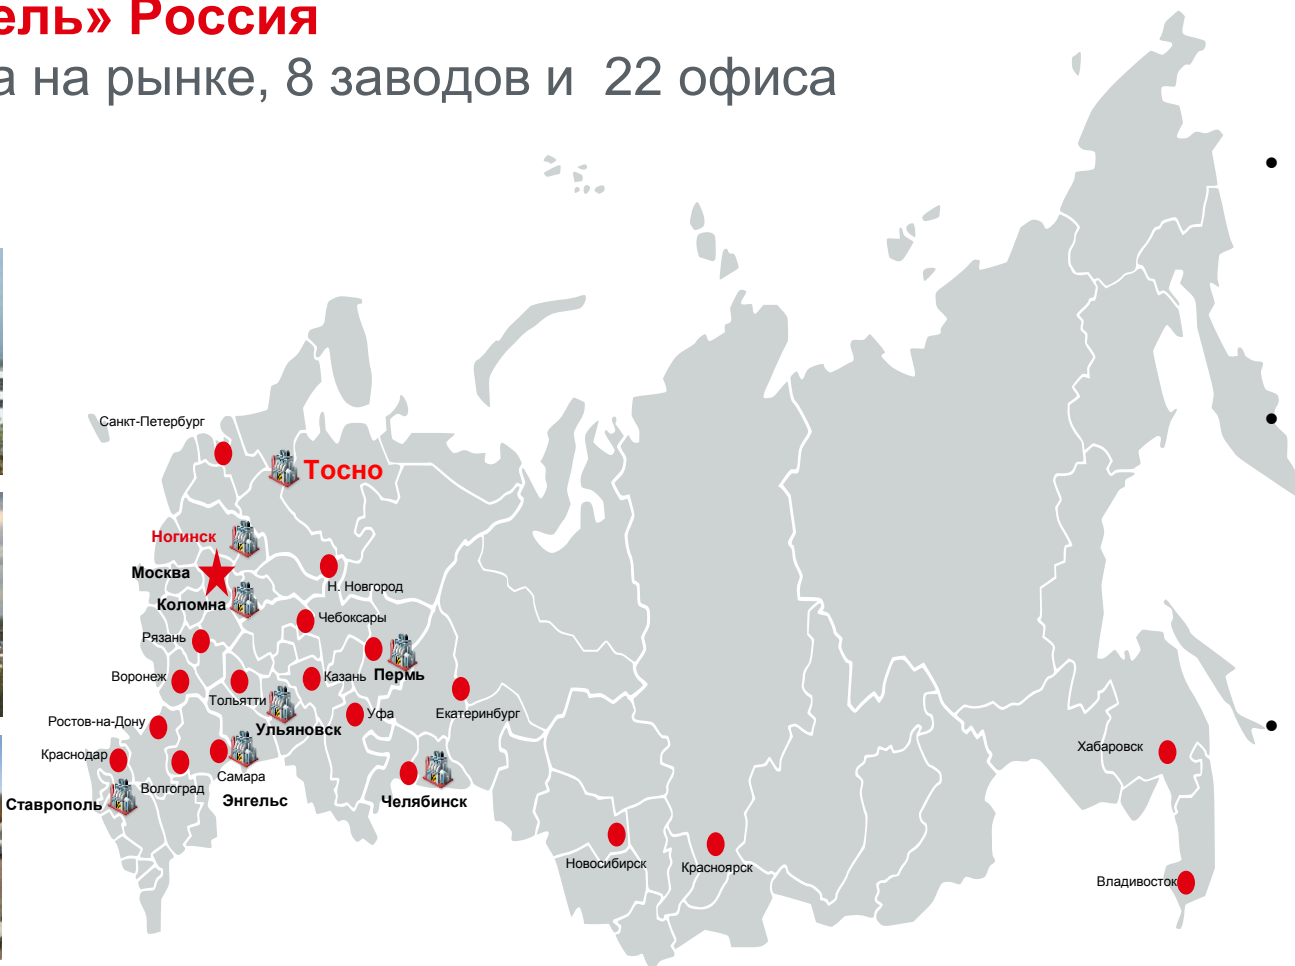 ель» Россия
а на рынке, 8 заводов и 22 офиса
Санкт-Петербург
Тосно
Ногинск
Москва
Н. Новгород
Коломна
Чебоксары
Рязань
Воронеж
Казань
Пермь
Тольятти
Екатеринбург
Ростов-на-Дону
Уфа
Ульяновск
Краснодар
Хабаровск
Самара
Волгоград
Ставрополь
Энгельс
Челябинск
Новосибирск
Красноярск
Владивосток